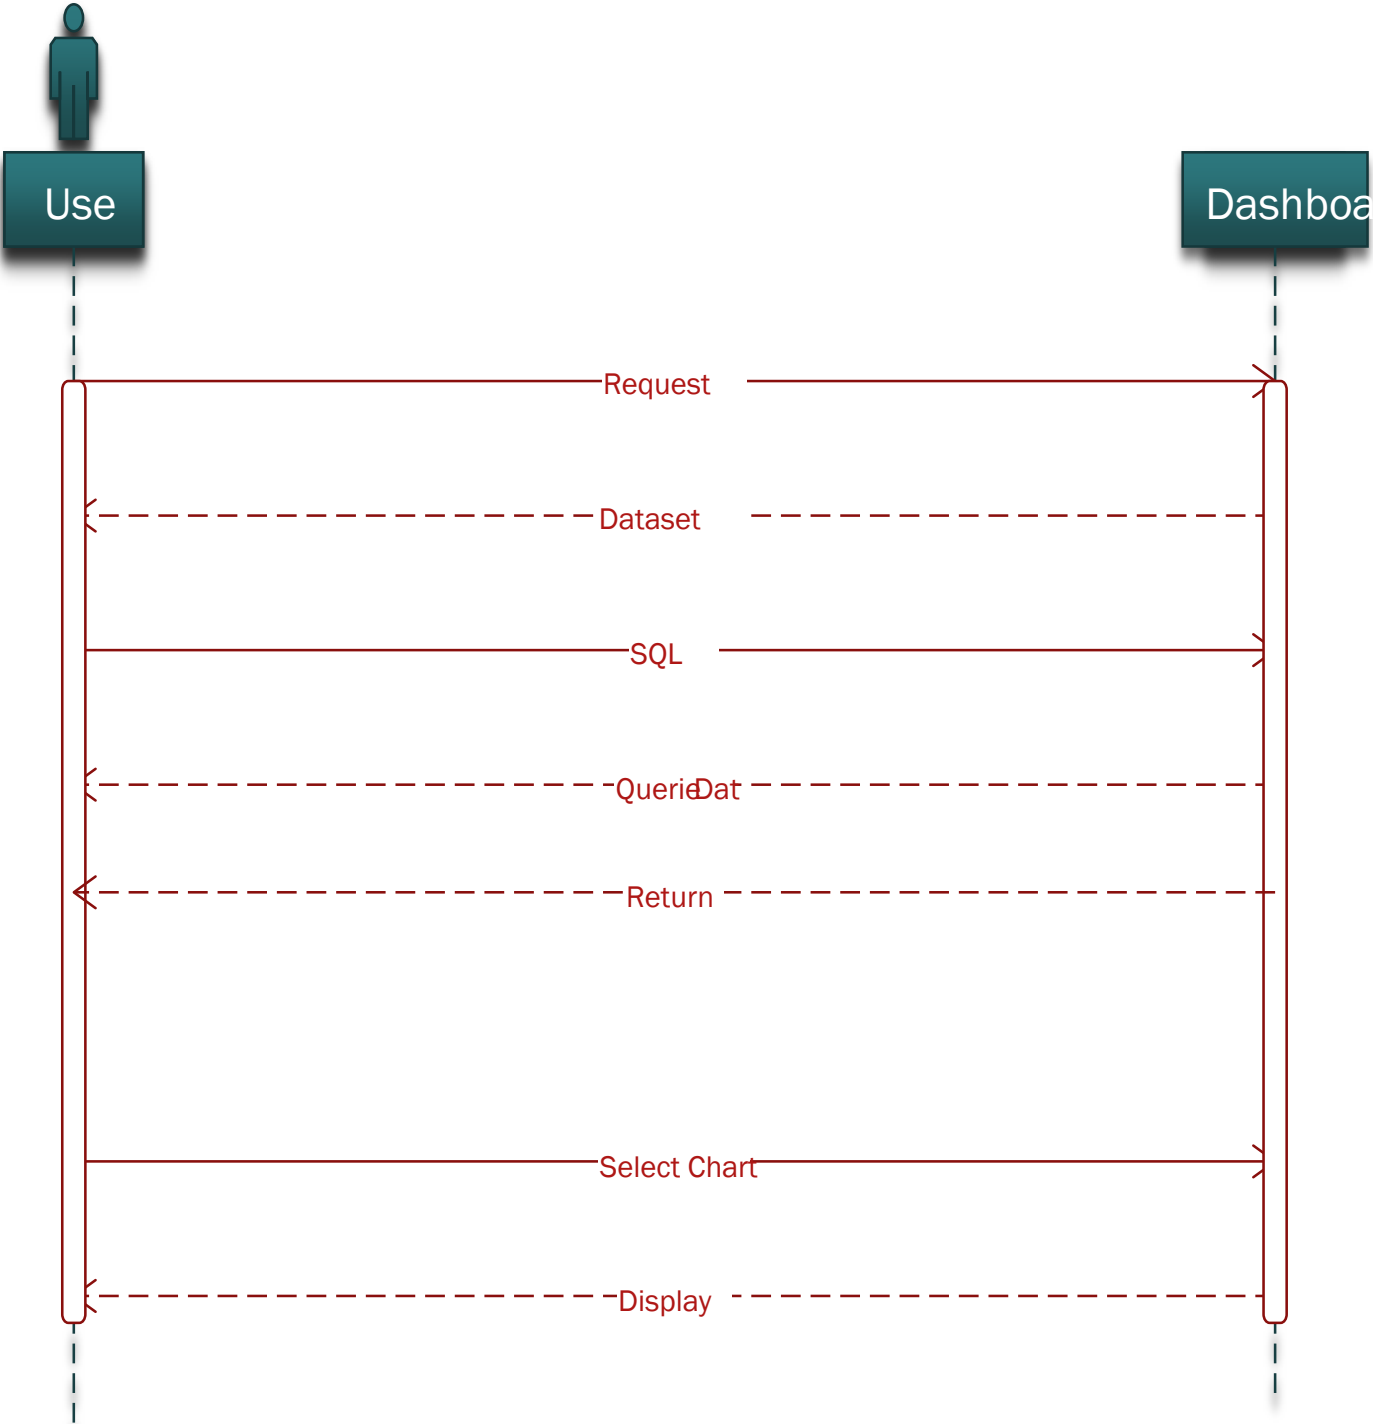 Use
Dashboa
Request
Dataset
SQL
QuerieDat
Return
Select Chart
Display